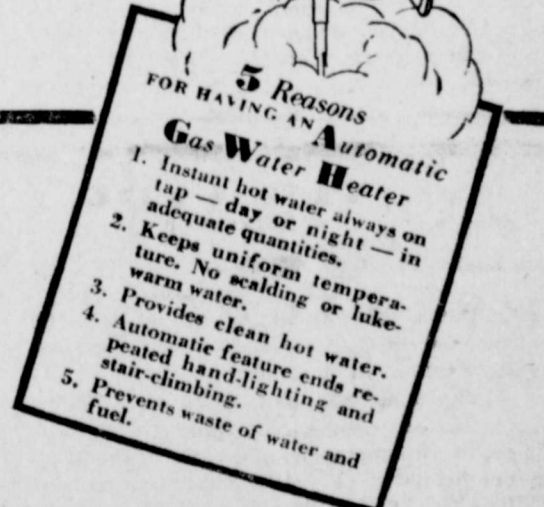 5 Reasons
FOR HAVING AN Automatic
Gas Water Heater
1. Instant hot water always on
tap — day or night — in
adequate quantities.
2. Keeps uniform tempera-
ture. No scalding or luke-
warm water.
3. Provides clean hot water.
4. Automatic feature ends re-
peated hand-lighting and
stair-climbing.
5. Prevents waste of water and
fuel.